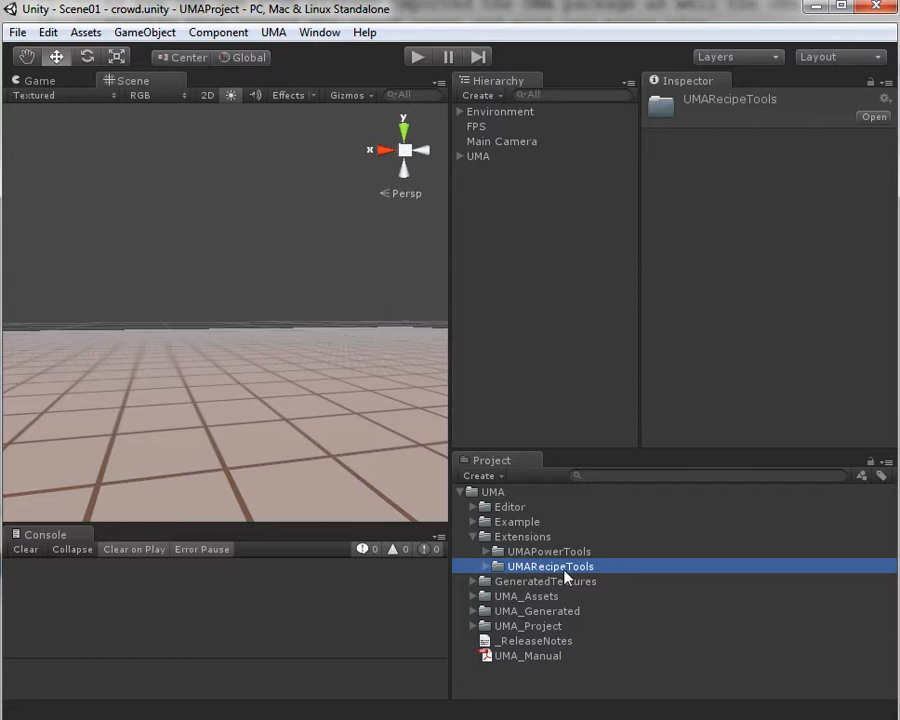 Unity - Scene01 - crowd.unity - UMAProject - PC, Mac & Linux Standalone
File Edit Assets GameObject Component UMA Window Help
Center Global Layers Layout
Game Scene Hierarchy Inspector
Textured RGB 2D Effects Gizmos All Create All UMARecipeTools
Open
Environment
FPS
Main Camera
UMA
y
x
Persp
Project
Create
UMA
Editor
Example
Extensions
UMAPowerTools
UMARecipeTools
GeneratedTextures
UMA_Assets
UMA_Generated
UMA_Project
_ReleaseNotes
UMA_Manual
Console
Clear Collapse Clear on Play Error Pause 0 0 0